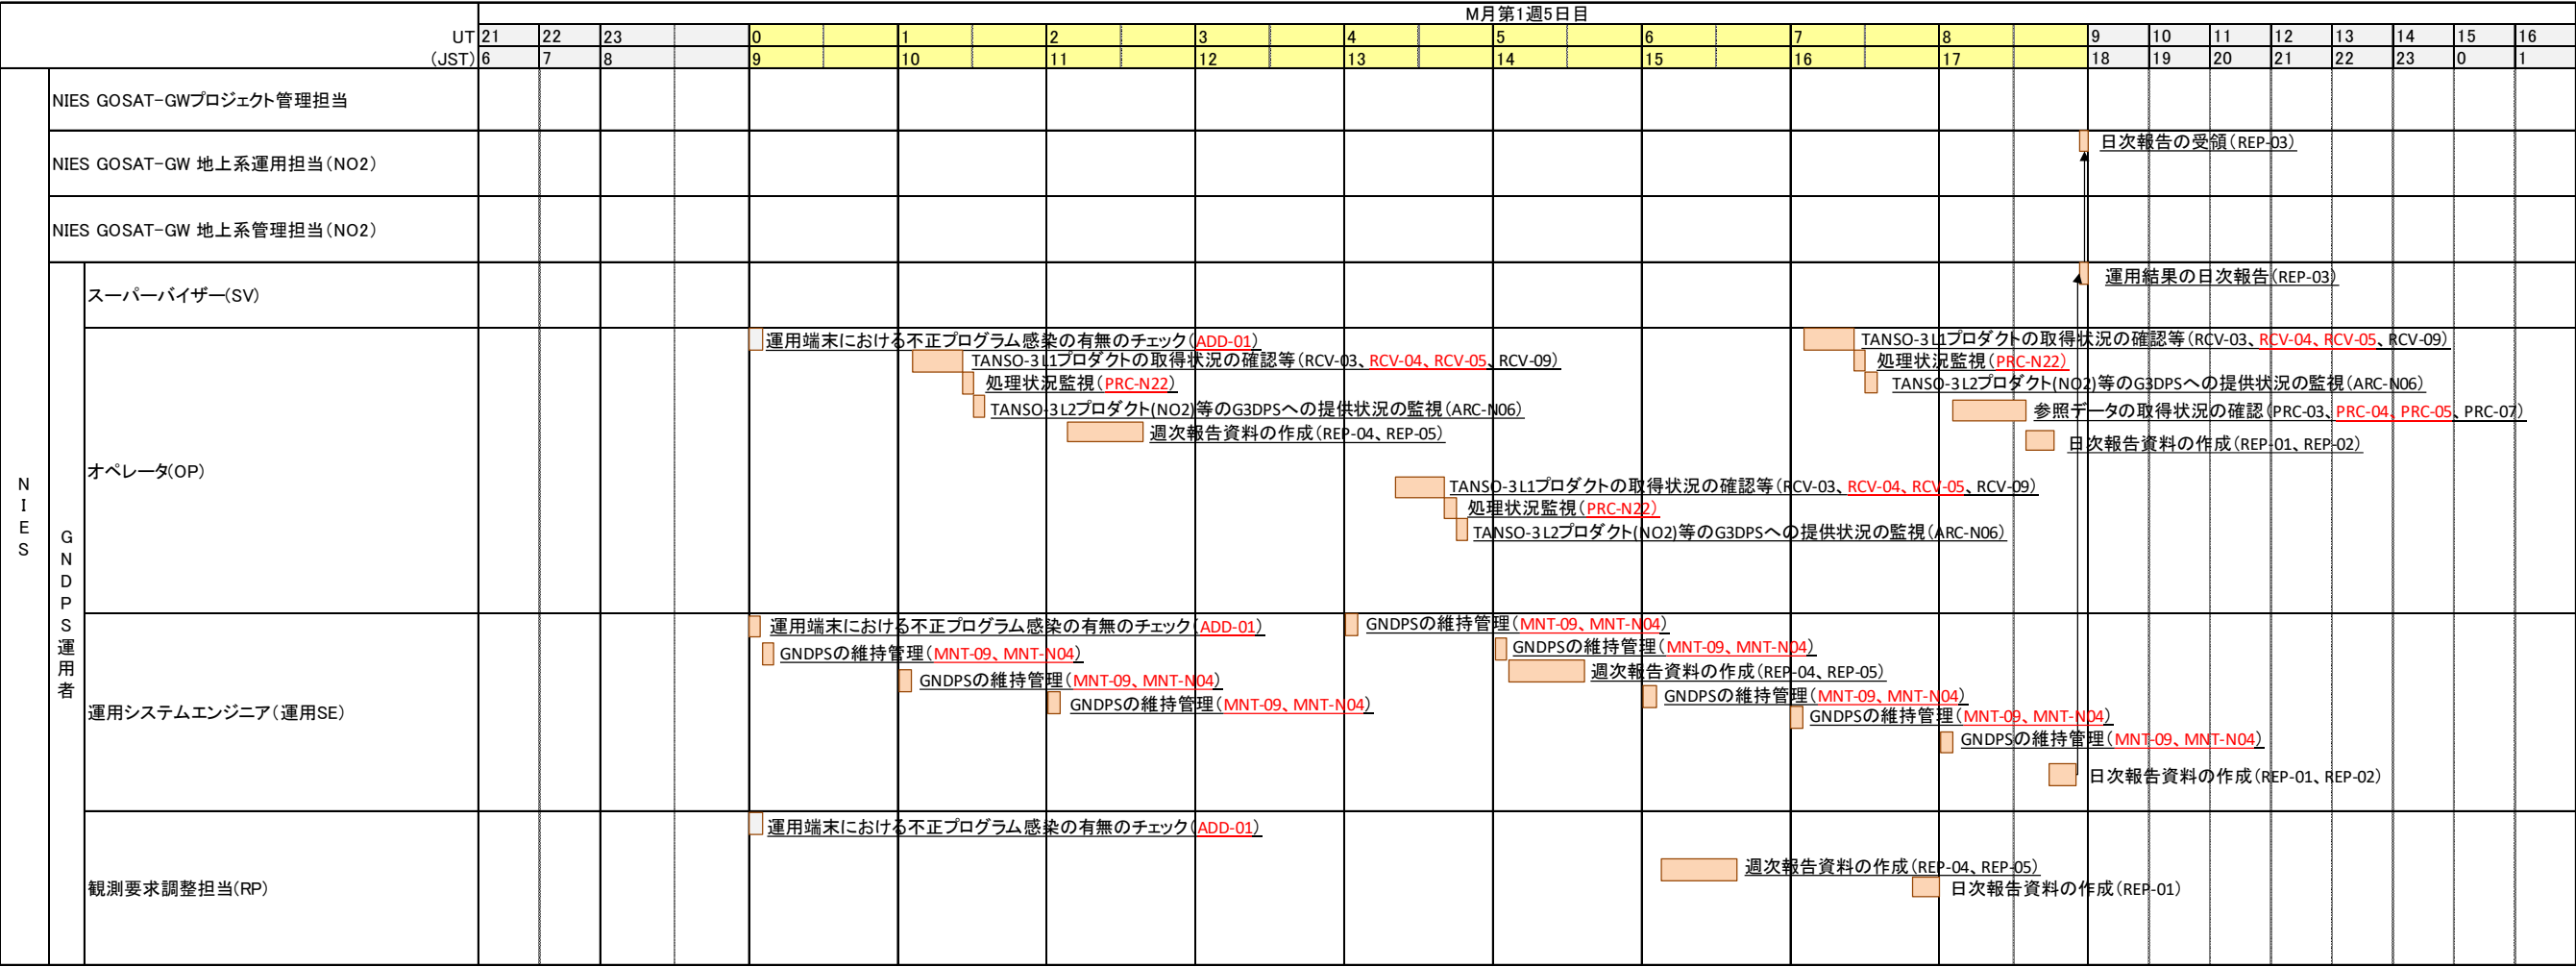 M月第1週5日目
UT 21 22 23 0 1 2 3 4 5 6 7 8 9 10 11 12 13 14 15 16
(JST) 6 7 8 9 10 11 12 13 14 15 16 17 18 19 20 21 22 23 0 1
NIES
NIES GOSAT-GWプロジェクト管理担当
NIES GOSAT-GW 地上系運用担当(NO2)
日次報告の受領(REP-03)
NIES GOSAT-GW 地上系管理担当(NO2)
GNDPS運用者
スーパーバイザー(SV)
運用結果の日次報告(REP-03)
オペレータ(OP)
運用端末における不正プログラム感染の有無のチェック(ADD-01)
TANSO-3 L1プロダクトの取得状況の確認等(RCV-03、RCV-04、RCV-05、RCV-09)
処理状況監視(PRC-N22)
TANSO-3 L2プロダクト(NO2)等のG3DPSへの提供状況の監視(ARC-N06)
週次報告資料の作成(REP-04、REP-05)
TANSO-3 L1プロダクトの取得状況の確認等(RCV-03、RCV-04、RCV-05、RCV-09)
処理状況監視(PRC-N22)
TANSO-3 L2プロダクト(NO2)等のG3DPSへの提供状況の監視(ARC-N06)
TANSO-3 L1プロダクトの取得状況の確認等(RCV-03、RCV-04、RCV-05、RCV-09)
処理状況監視(PRC-N22)
TANSO-3 L2プロダクト(NO2)等のG3DPSへの提供状況の監視(ARC-N06)
参照データの取得状況の確認(PRC-03、PRC-04、PRC-05、PRC-07)
日次報告資料の作成(REP-01、REP-02)
運用システムエンジニア(運用SE)
運用端末における不正プログラム感染の有無のチェック(ADD-01)
GNDPSの維持管理(MNT-09、MNT-N04)
GNDPSの維持管理(MNT-09、MNT-N04)
GNDPSの維持管理(MNT-09、MNT-N04)
GNDPSの維持管理(MNT-09、MNT-N04)
GNDPSの維持管理(MNT-09、MNT-N04)
週次報告資料の作成(REP-04、REP-05)
GNDPSの維持管理(MNT-09、MNT-N04)
GNDPSの維持管理(MNT-09、MNT-N04)
GNDPSの維持管理(MNT-09、MNT-N04)
日次報告資料の作成(REP-01、REP-02)
観測要求調整担当(RP)
運用端末における不正プログラム感染の有無のチェック(ADD-01)
週次報告資料の作成(REP-04、REP-05)
日次報告資料の作成(REP-01)